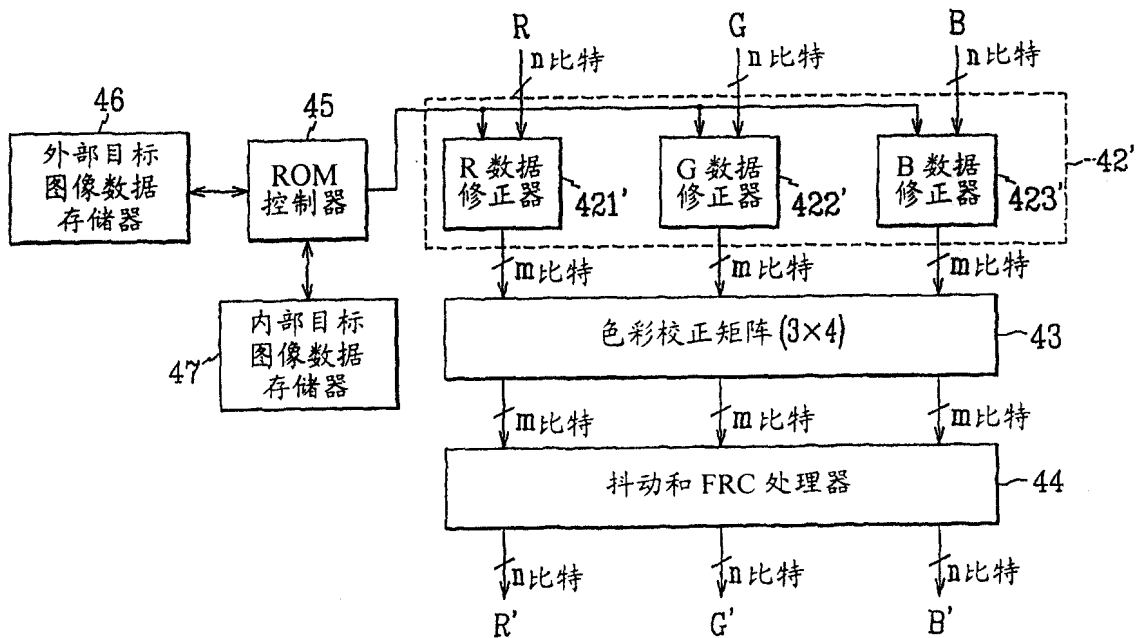 R
G
B
n比特
n比特
n比特
46
45
外部目标
图像数据
存储器
ROM
控制器
R 数据
修正器
G 数据
修正器
B 数据
修正器
42'
421'
422'
423'
m比特
m比特
m比特
内部目标
图像数据
存储器
47
色彩校正矩阵(3×4)
43
m比特
m比特
m比特
抖动和 FRC 处理器
44
n比特
n比特
n比特
R'
G'
B'